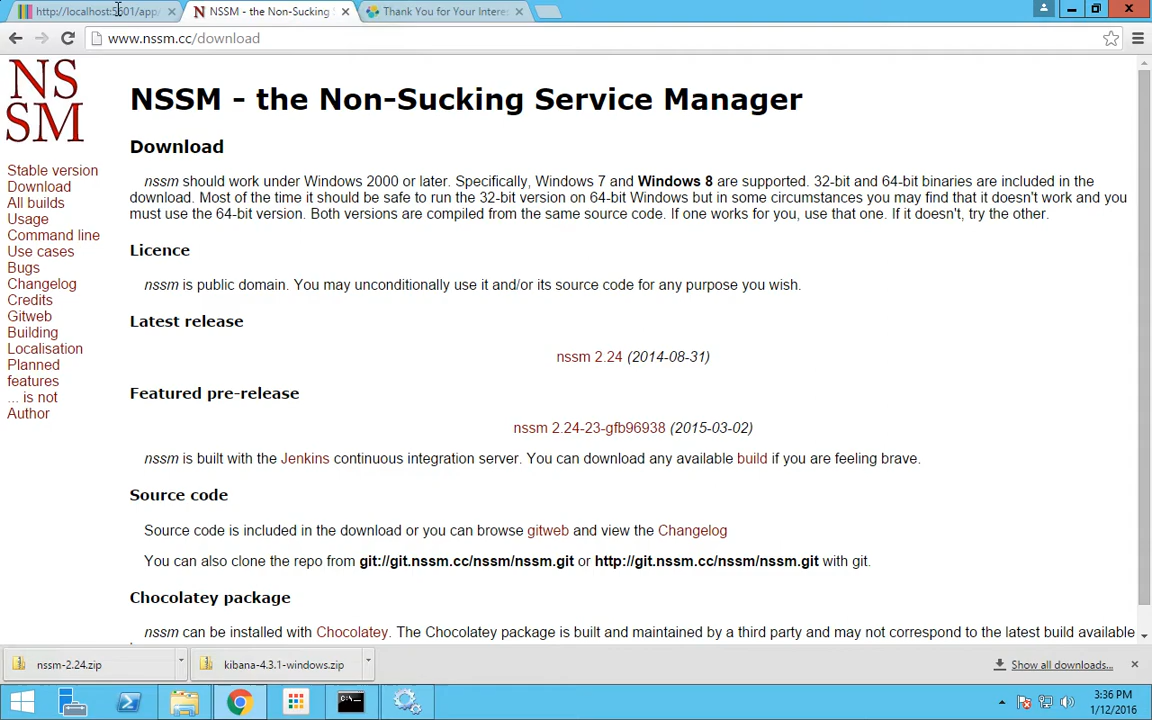 http://localhost:5601/app/
NSSM - the Non-Sucking
Thank You for Your Intere
www.nssm.cc/download
NS
SM
NSSM - the Non-Sucking Service Manager
Download
nssm should work under Windows 2000 or later. Specifically, Windows 7 and Windows 8 are supported. 32-bit and 64-bit binaries are included in the
download. Most of the time it should be safe to run the 32-bit version on 64-bit Windows but in some circumstances you may find that it doesn't work and you
must use the 64-bit version. Both versions are compiled from the same source code. If one works for you, use that one. If it doesn't, try the other.
Licence
nssm is public domain. You may unconditionally use it and/or its source code for any purpose you wish.
Latest release
nssm 2.24 (2014-08-31)
Featured pre-release
nssm 2.24-23-gfb96938 (2015-03-02)
nssm is built with the Jenkins continuous integration server. You can download any available build if you are feeling brave.
Source code
Source code is included in the download or you can browse gitweb and view the Changelog
You can also clone the repo from git://git.nssm.cc/nssm/nssm.git or http://git.nssm.cc/nssm/nssm.git with git.
Chocolatey package
nssm can be installed with Chocolatey. The Chocolatey package is built and maintained by a third party and may not correspond to the latest build available
Stable version
Download
All builds
Usage
Command line
Use cases
Bugs
Changelog
Credits
Gitweb
Building
Localisation
Planned
features
... is not
Author
nssm-2.24.zip
kibana-4.3.1-windows.zip
Show all downloads...
3:36 PM
1/12/2016